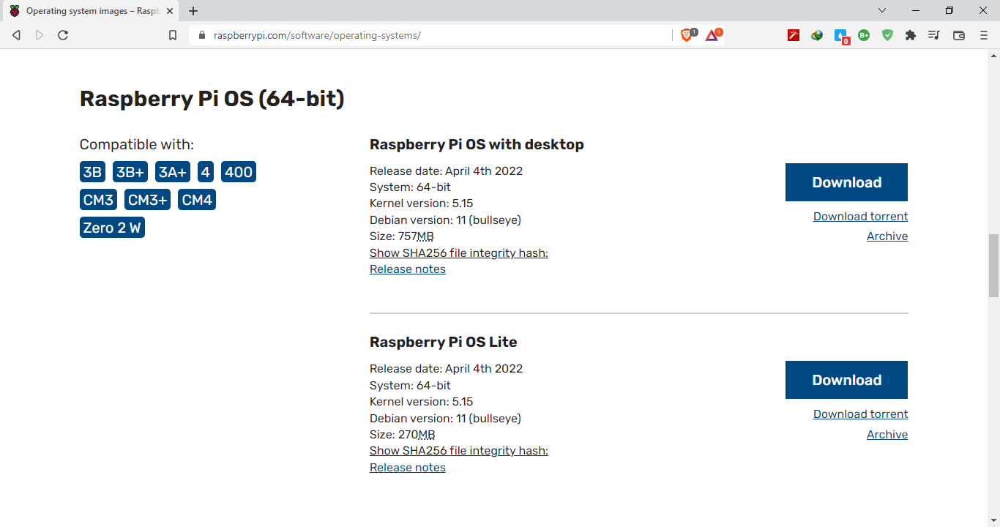 Operating system images – Rasp
raspberrypi.com/software/operating-systems/
1
1
0
B+
Raspberry Pi OS (64-bit)
Compatible with:
3B 3B+ 3A+ 4 400
CM3 CM3+ CM4
Zero 2 W
Raspberry Pi OS with desktop
Release date: April 4th 2022
System: 64-bit
Kernel version: 5.15
Debian version: 11 (bullseye)
Size: 757MB
Show SHA256 file integrity hash:
Release notes
Download
Download torrent
Archive
Raspberry Pi OS Lite
Release date: April 4th 2022
System: 64-bit
Kernel version: 5.15
Debian version: 11 (bullseye)
Size: 270MB
Show SHA256 file integrity hash:
Release notes
Download
Download torrent
Archive